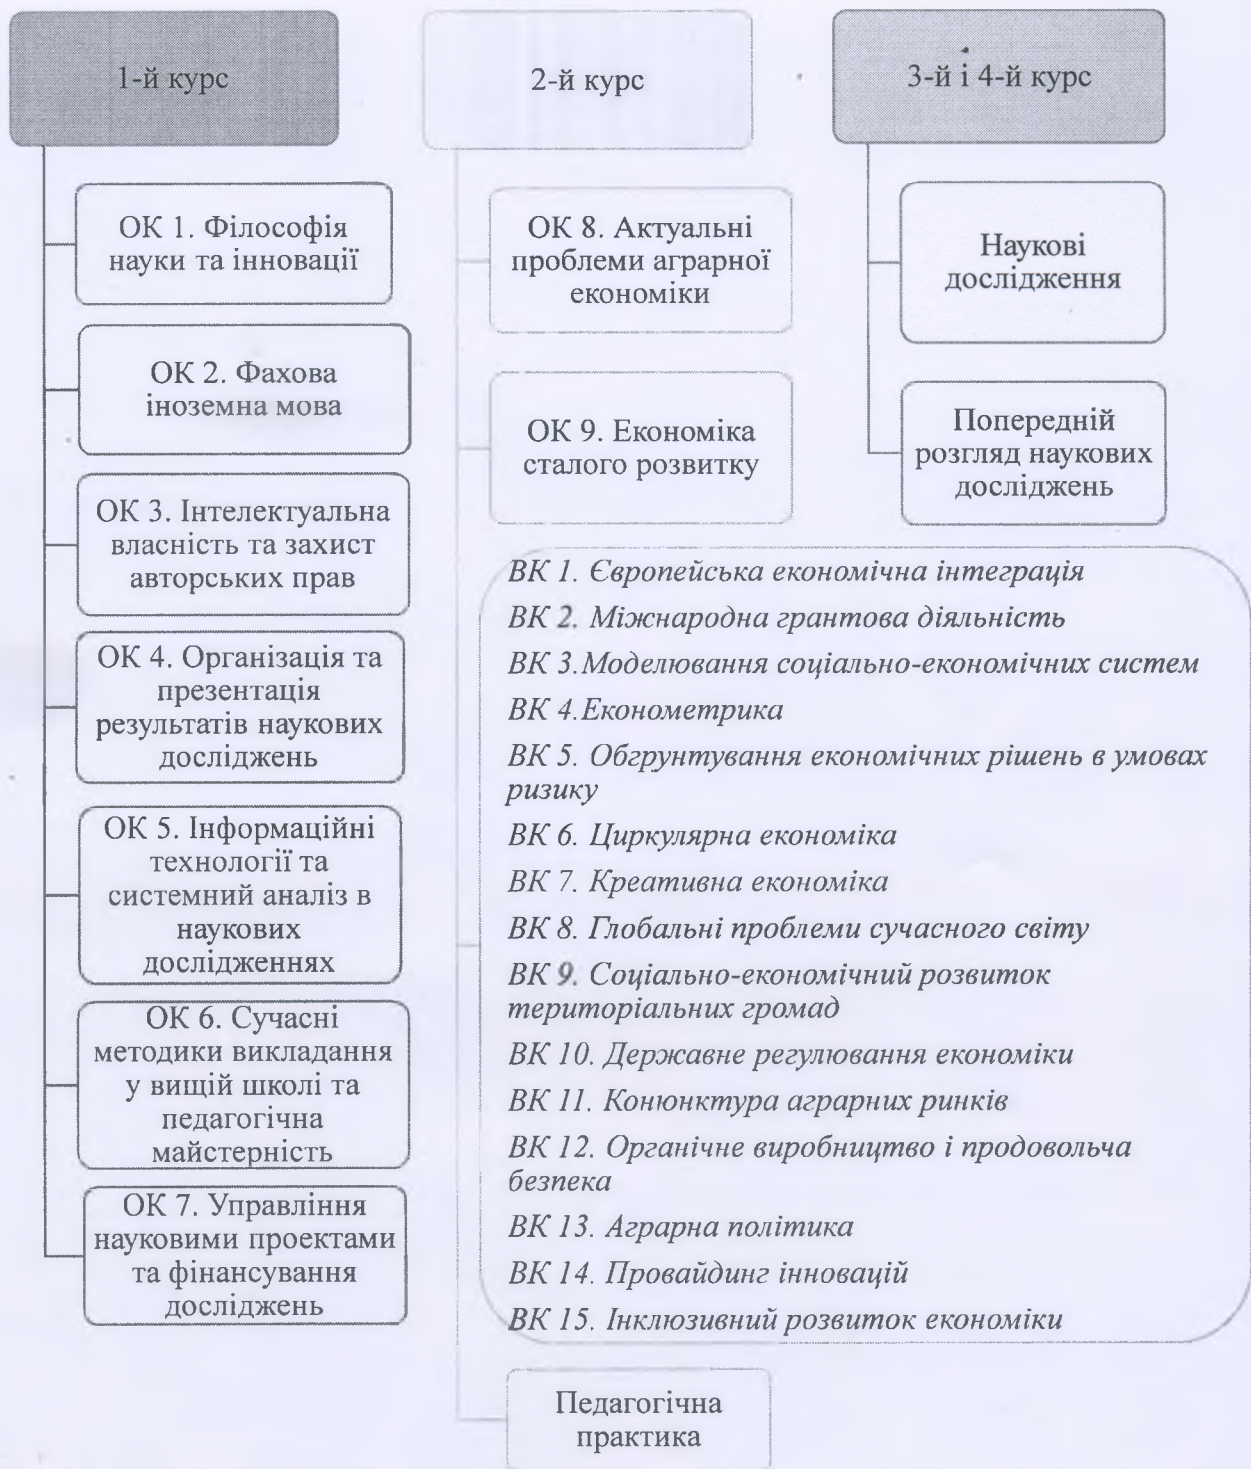 1-й курс
ОК 1. Філософія
науки та інновації
ОК 2. Фахова
іноземна мова
ОК 3. Інтелектуальна
власність та захист
авторських прав
ОК 4. Організація та
презентація
результатів наукових
досліджень
ОК 5. Інформаційні
технології та
системний аналіз в
наукових
дослідженнях
ОК 6. Сучасні
методики викладання
у вищій школі та
педагогічна
майстерність
ОК 7. Управління
науковими проектами
та фінансування
досліджень
2-й курс
ОК 8. Актуальні
проблеми аграрної
економіки
ОК 9. Економіка
сталого розвитку
ВК 1. Європейська економічна інтеграція
ВК 2. Міжнародна грантова діяльність
ВК 3.Моделювання соціально-економічних систем
ВК 4.Економетрика
ВК 5. Обгрунтування економічних рішень в умовах
ризику
ВК 6. Циркулярна економіка
ВК 7. Креативна економіка
ВК 8. Глобальні проблеми сучасного світу
ВК 9. Соціально-економічний розвиток
територіальних громад
ВК 10. Державне регулювання економіки
ВК 11. Конюнктура аграрних ринків
ВК 12. Органічне виробництво і продовольча
безпека
ВК 13. Аграрна політика
ВК 14. Провайдинг інновацій
ВК 15. Інклюзивний розвиток економіки
Педагогічна
практика
3-й і 4-й курс
Наукові
дослідження
Попередній
розгляд наукових
досліджень